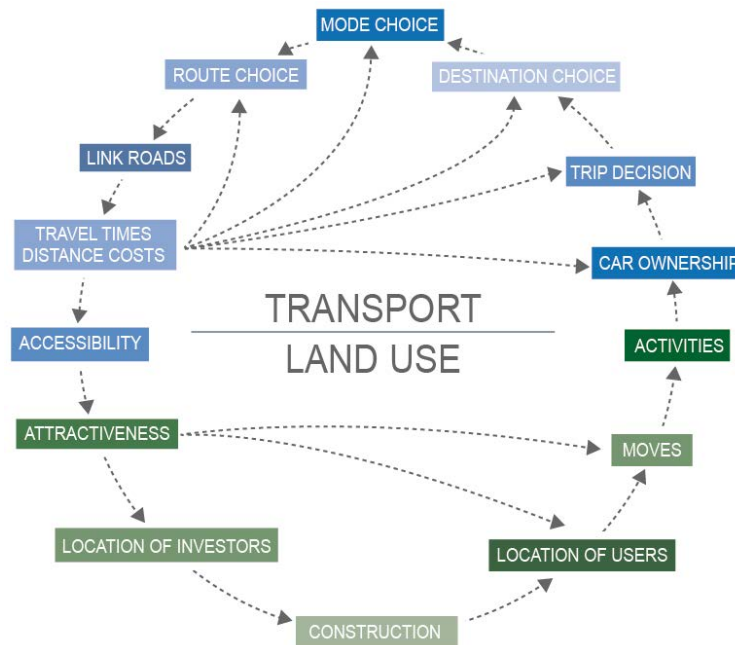 MODE CHOICE
ROUTE CHOICE
DESTINATION CHOICE
LINK ROADS
TRIP DECISION
TRAVEL TIMES
DISTANCE COSTS
CAR OWNERSHIP
TRANSPORT
LAND USE
ACCESSIBILITY
ACTIVITIES
ATTRACTIVENESS
MOVES
LOCATION OF INVESTORS
LOCATION OF USERS
CONSTRUCTION